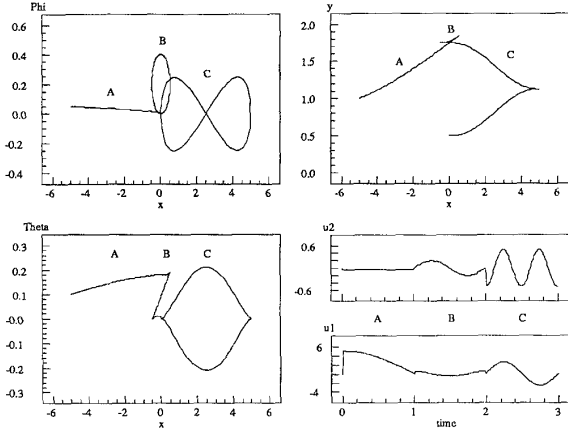 Phi
0.6
0.4
0.2
0.0
-0.2
-0.4
A
B
C
-6 -4 -2 0 2 4 6
x
y
2.0
1.5
1.0
0.5
0.0
A
B
C
-6 -4 -2 0 2 4 6
x
Theta
0.3
0.2
0.1
-0.0
-0.1
-0.2
-0.3
A B C
-6 -4 -2 0 2 4 6
x
u2
0.6
-0.6
A B C
u1
6
-4
0 1 2 3
time